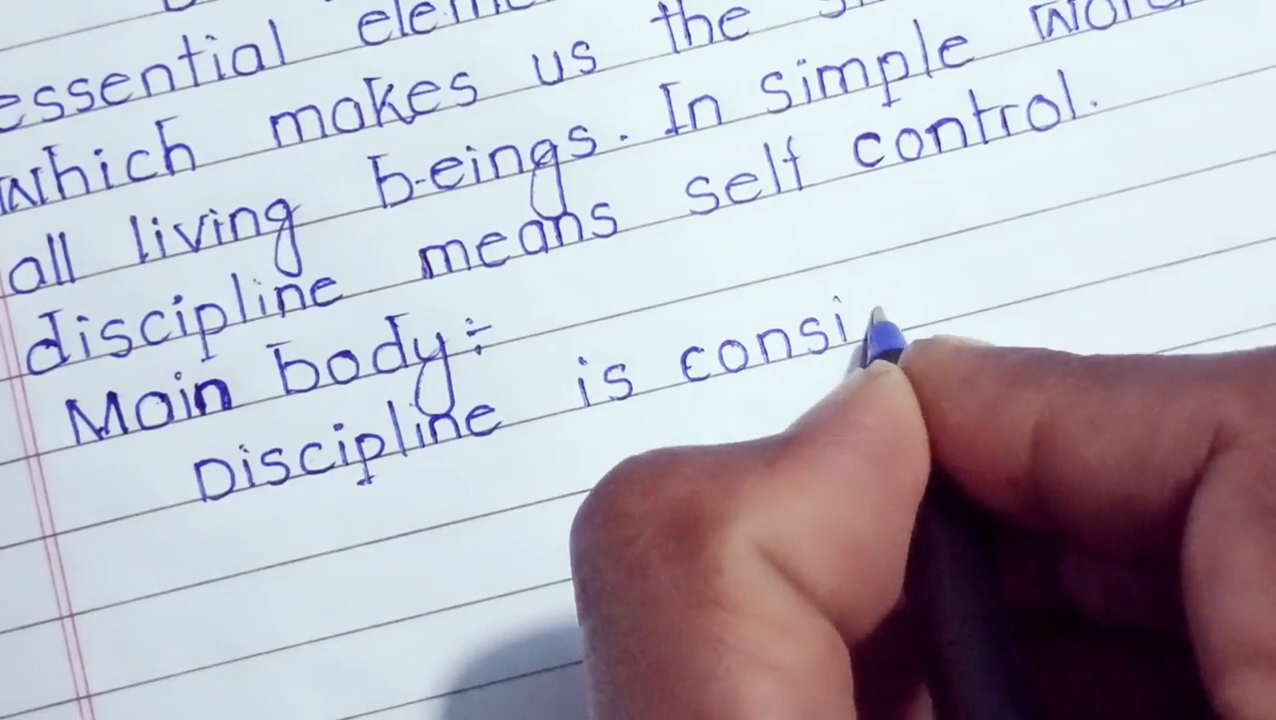 essential
which makes us the
all living beings. In simple
discipline means self control.
Main body:-
Discipline is consi